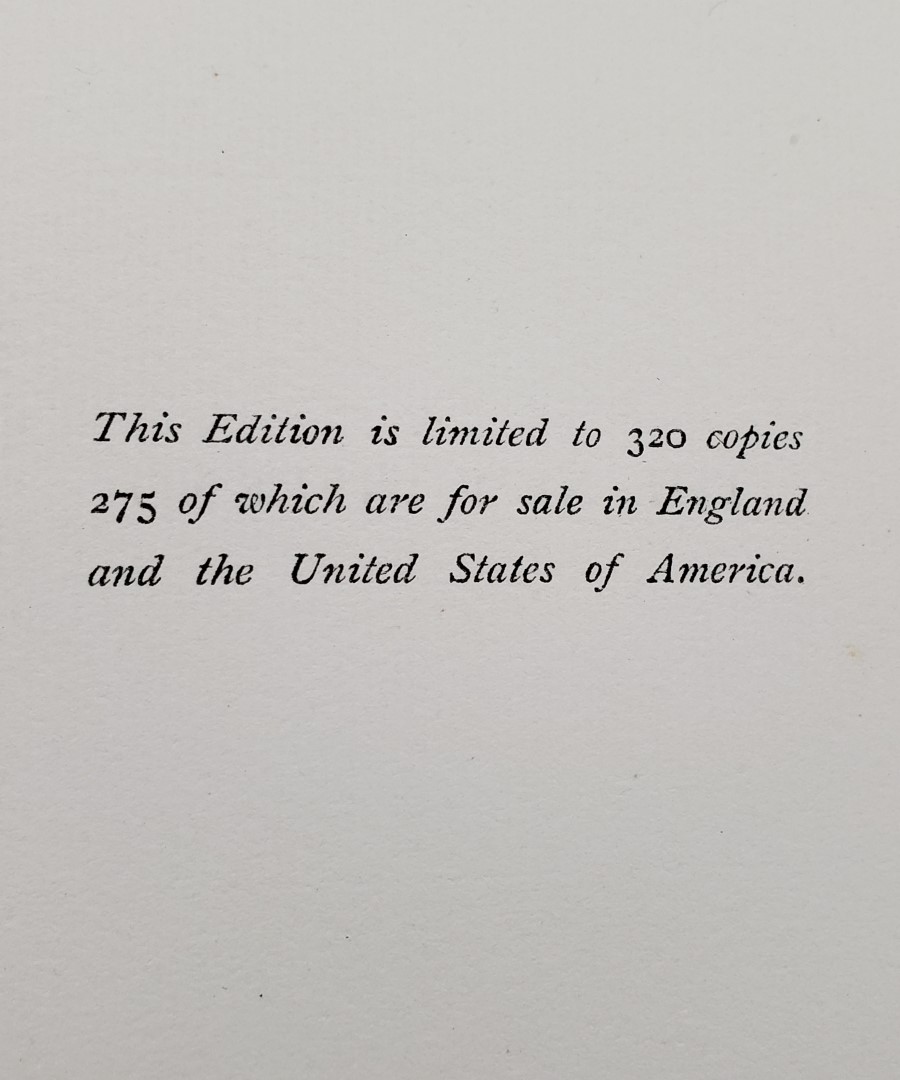 This Edition is limited to 320 copies
275 of which are for sale in England
and the United States of America.